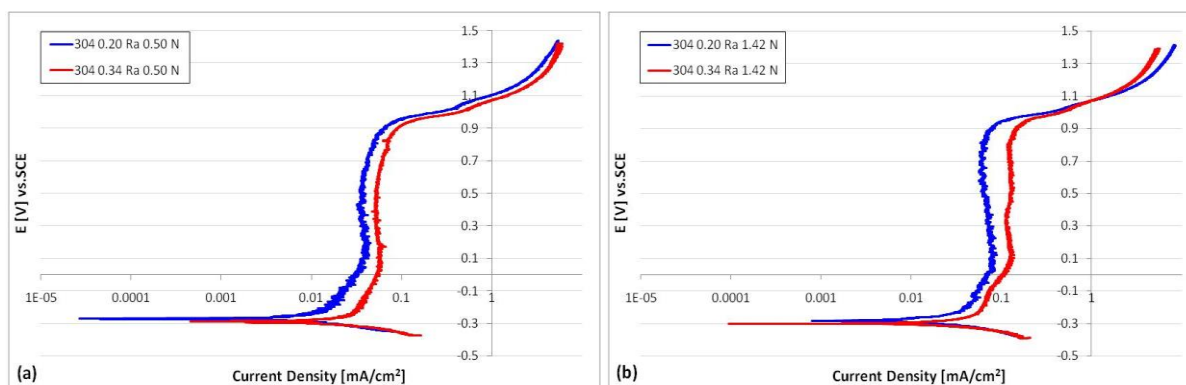 304 0.20 Ra 0.50 N
304 0.34 Ra 0.50 N
E [V] vs.SCE
1.5
1.3
1.1
0.9
0.7
0.5
0.3
0.1
-0.3
-0.5
1E-05 0.0001 0.001 0.01 0.1 1
(a)
Current Density [mA/cm²]
304 0.20 Ra 1.42 N
304 0.34 Ra 1.42 N
E [V] vs.SCE
1.5
1.3
1.1
0.9
0.7
0.5
0.3
0.1
-0.3
-0.5
1E-05 0.0001 0.001 0.01 0.1 1
(b)
Current Density [mA/cm²]